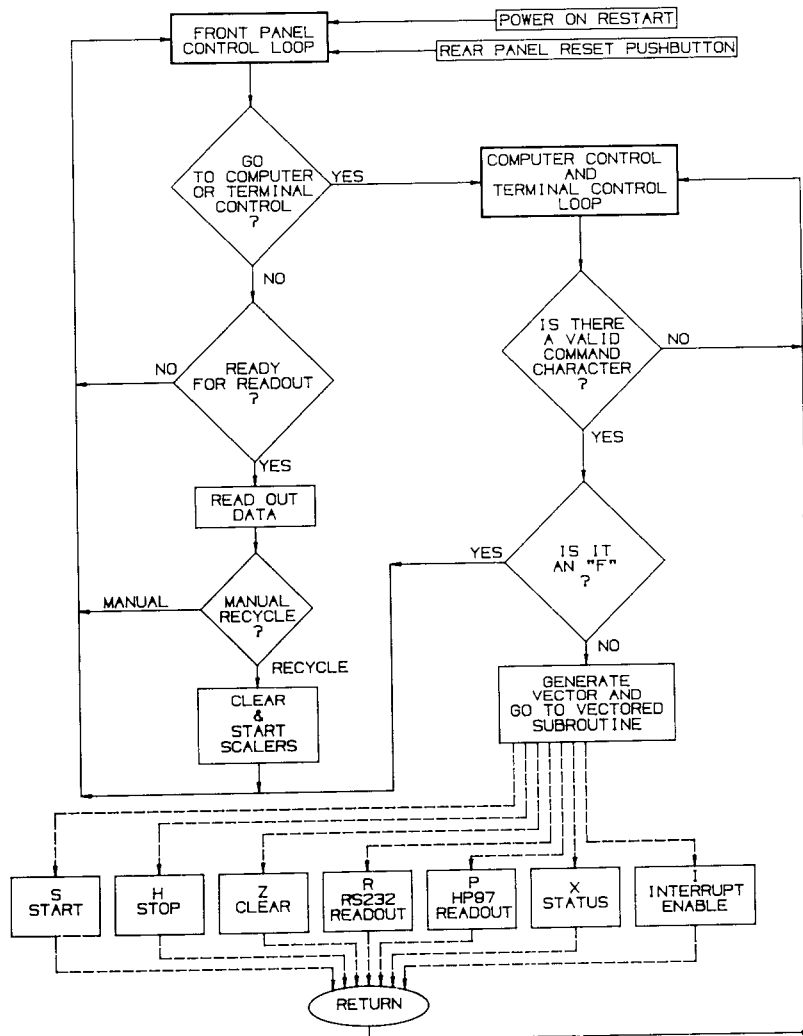 POWER ON RESTART
FRONT PANEL
CONTROL LOOP
REAR PANEL RESET PUSHBUTTON
GO
TO COMPUTER
OR TERMINAL
CONTROL
?
YES
COMPUTER CONTROL
AND
TERMINAL CONTROL
LOOP
NO
IS THERE
A VALID
COMMAND
CHARACTER
?
NO
READY
FOR READOUT
?
NO
YES
YES
READ OUT
DATA
IS IT
AN "F"
?
YES
NO
MANUAL
RECYCLE
?
MANUAL
RECYCLE
CLEAR
&
START
SCALERS
GENERATE
VECTOR AND
GO TO VECTORED
SUBROUTINE
S
START
H
STOP
Z
CLEAR
R
RS232
READOUT
P
HP97
READOUT
X
STATUS
I
INTERRUPT
ENABLE
RETURN